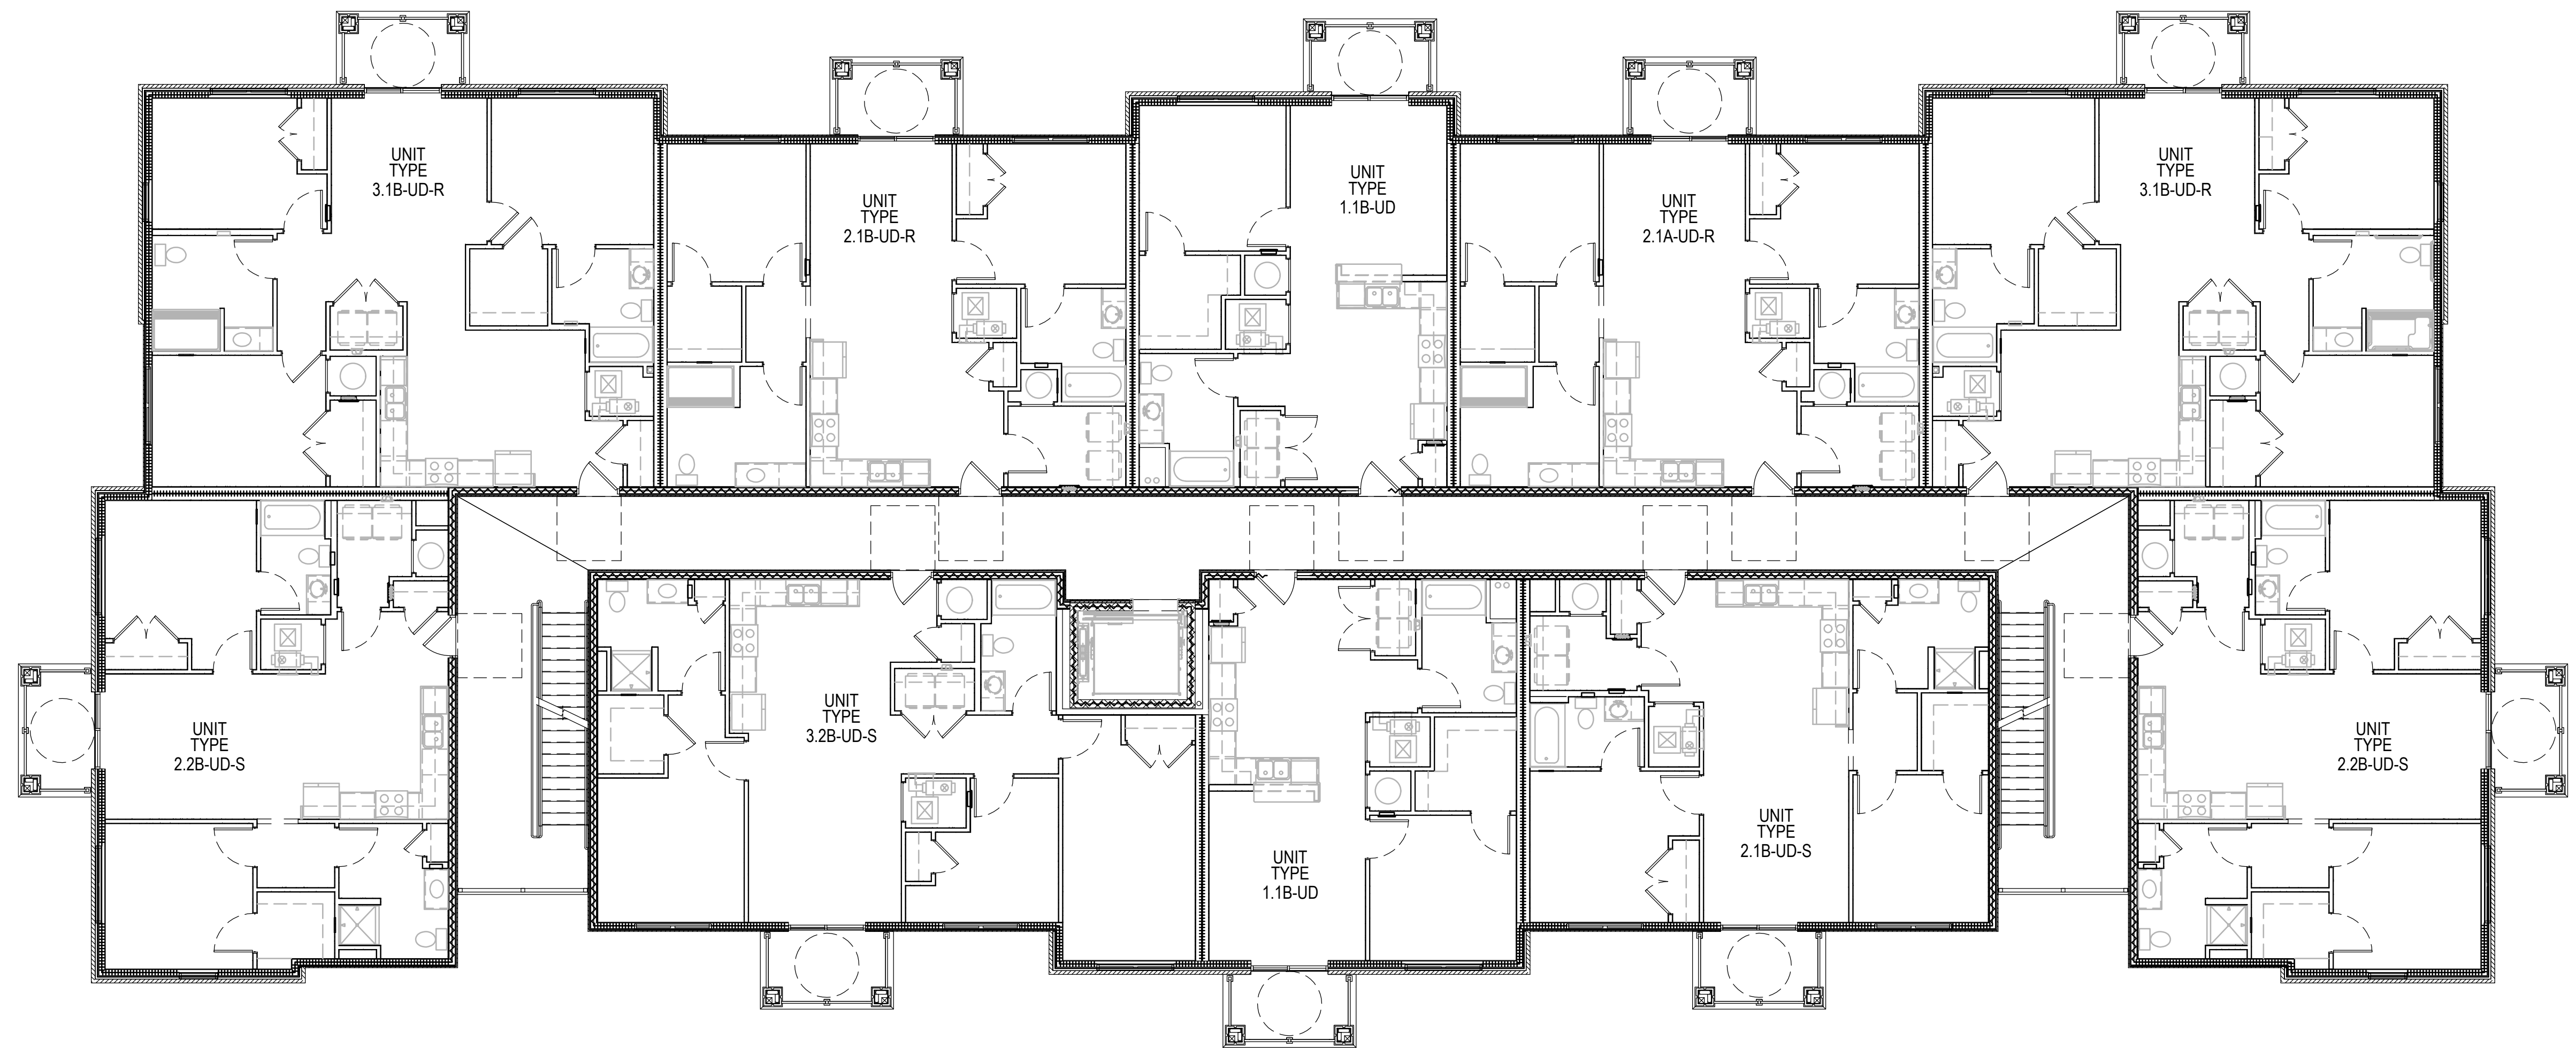 UNIT
TYPE
3.1B-UD-R
UNIT
TYPE
2.1B-UD-R
UNIT
TYPE
1.1B-UD
UNIT
TYPE
2.1A-UD-R
UNIT
TYPE
3.1B-UD-R
UNIT
TYPE
2.2B-UD-S
UNIT
TYPE
3.2B-UD-S
UNIT
TYPE
1.1B-UD
UNIT
TYPE
2.1B-UD-S
UNIT
TYPE
2.2B-UD-S